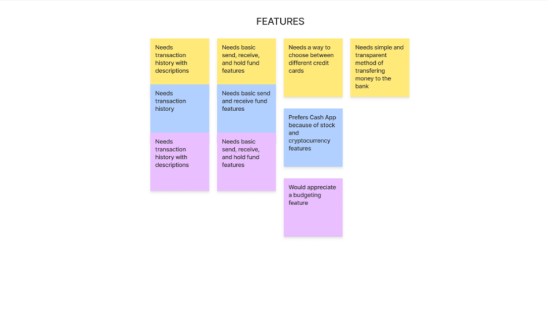 FEATURES
Needs
transaction
history with
descriptions
Needs basic
send, receive,
and hold fund
features
Needs a way to
choose between
different credit
cards
Needs simple and
transparent
method of
transfering
money to the
bank
Needs
transaction
history
Needs basic send
and receive fund
features
Prefers Cash App
because of stock
and
cryptocurrency
features
Needs
transaction
history with
descriptions
Needs basic
send, receive,
and hold fund
features
Would appreciate
a budgeting
feature